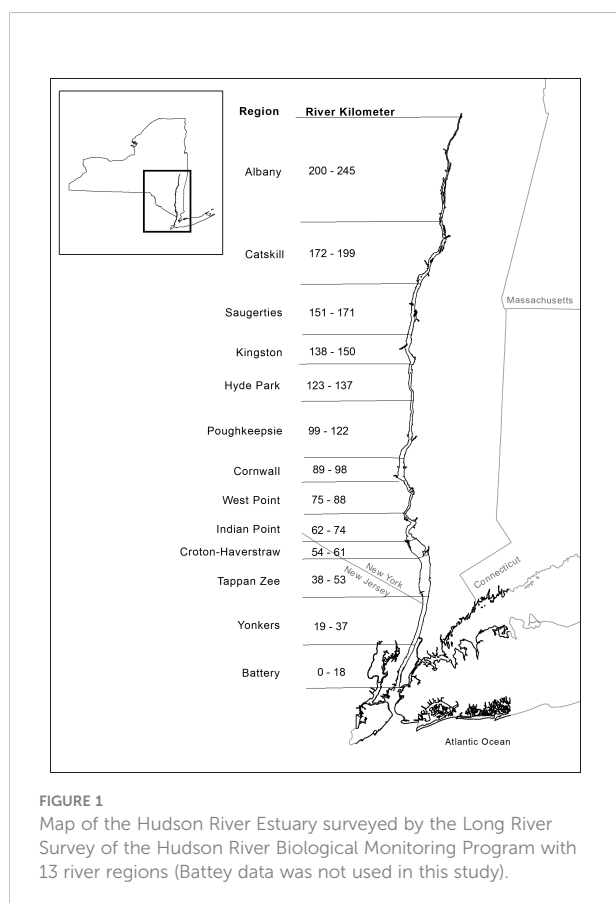 Region River Kilometer
Albany 200 - 245
Catskill 172 - 199
Massachusetts
Saugerties 151 - 171
Kingston 138 - 150
Hyde Park 123 - 137
Poughkeepsie 99 - 122
Cornwall 89 - 98
West Point 75 - 88
Indian Point 62 - 74
Croton-Haverstraw 54 - 61
New York
New Jersey
Connecticut
Tappan Zee 38 - 53
Yonkers 19 - 37
Battery 0 - 18
Atlantic Ocean
FIGURE 1
Map of the Hudson River Estuary surveyed by the Long River
Survey of the Hudson River Biological Monitoring Program with
13 river regions (Battey data was not used in this study).